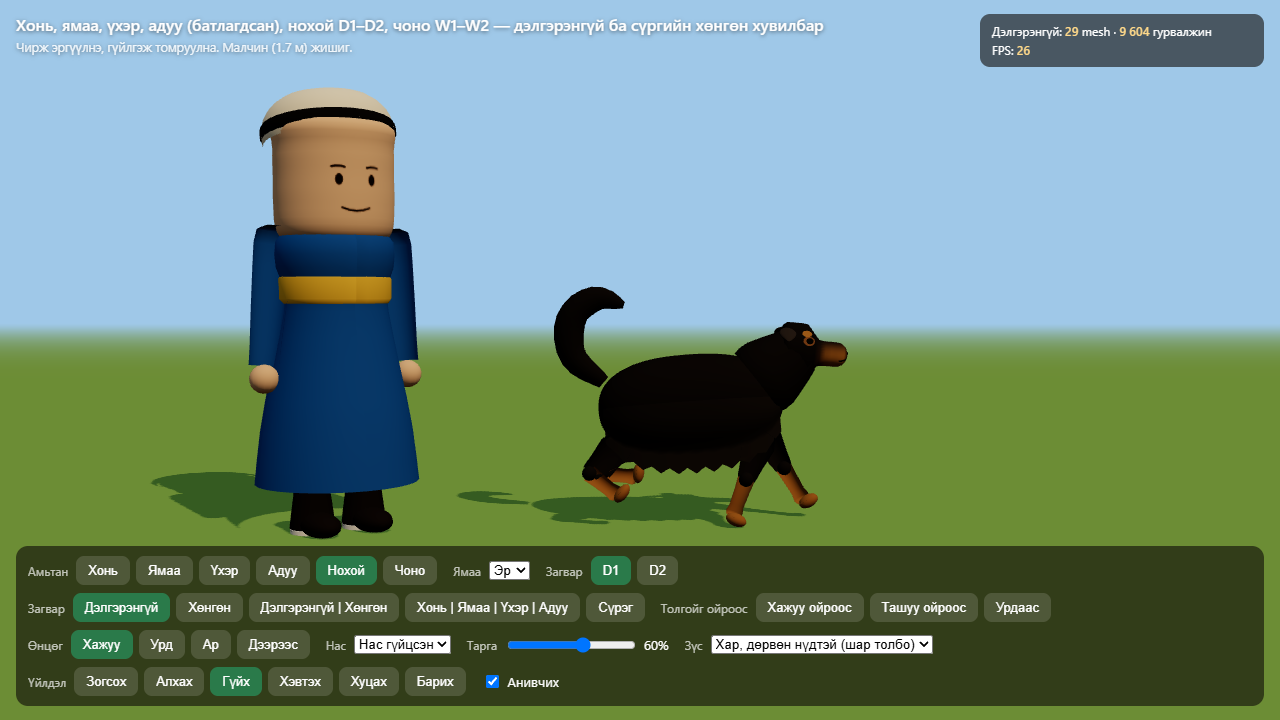 Хонь, ямаа, үхэр, адуу (батлагдсан), нохой D1–D2, чоно W1–W2 — дэлгэрэнгүй ба сүргийн хөнгөн хувилбар
Чирж эргүүлнэ, гүйлгэж томруулна. Малчин (1.7 м) жишиг.
Дэлгэрэнгүй: 29 mesh · 9 604 гурвалжин
FPS: 26
Амьтан Хонь Ямаа Үхэр Адуу Нохой Чоно Ямаа Эр Загвар D1 D2
Загвар Дэлгэрэнгүй Хөнгөн Дэлгэрэнгүй | Хөнгөн Хонь | Ямаа | Үхэр | Адуу Сүрэг Толгойг ойроос Хажуу ойроос Ташуу ойроос Урдаас
Өнцөг Хажуу Урд Ар Дээрээс Нас Нас гүйцсэн Тарга 60% Зүс Хар, дөрвөн нүдтэй (шар толбо)
Үйлдэл Зогсох Алхах Гүйх Хэвтэх Хуцах Барих Анивчих